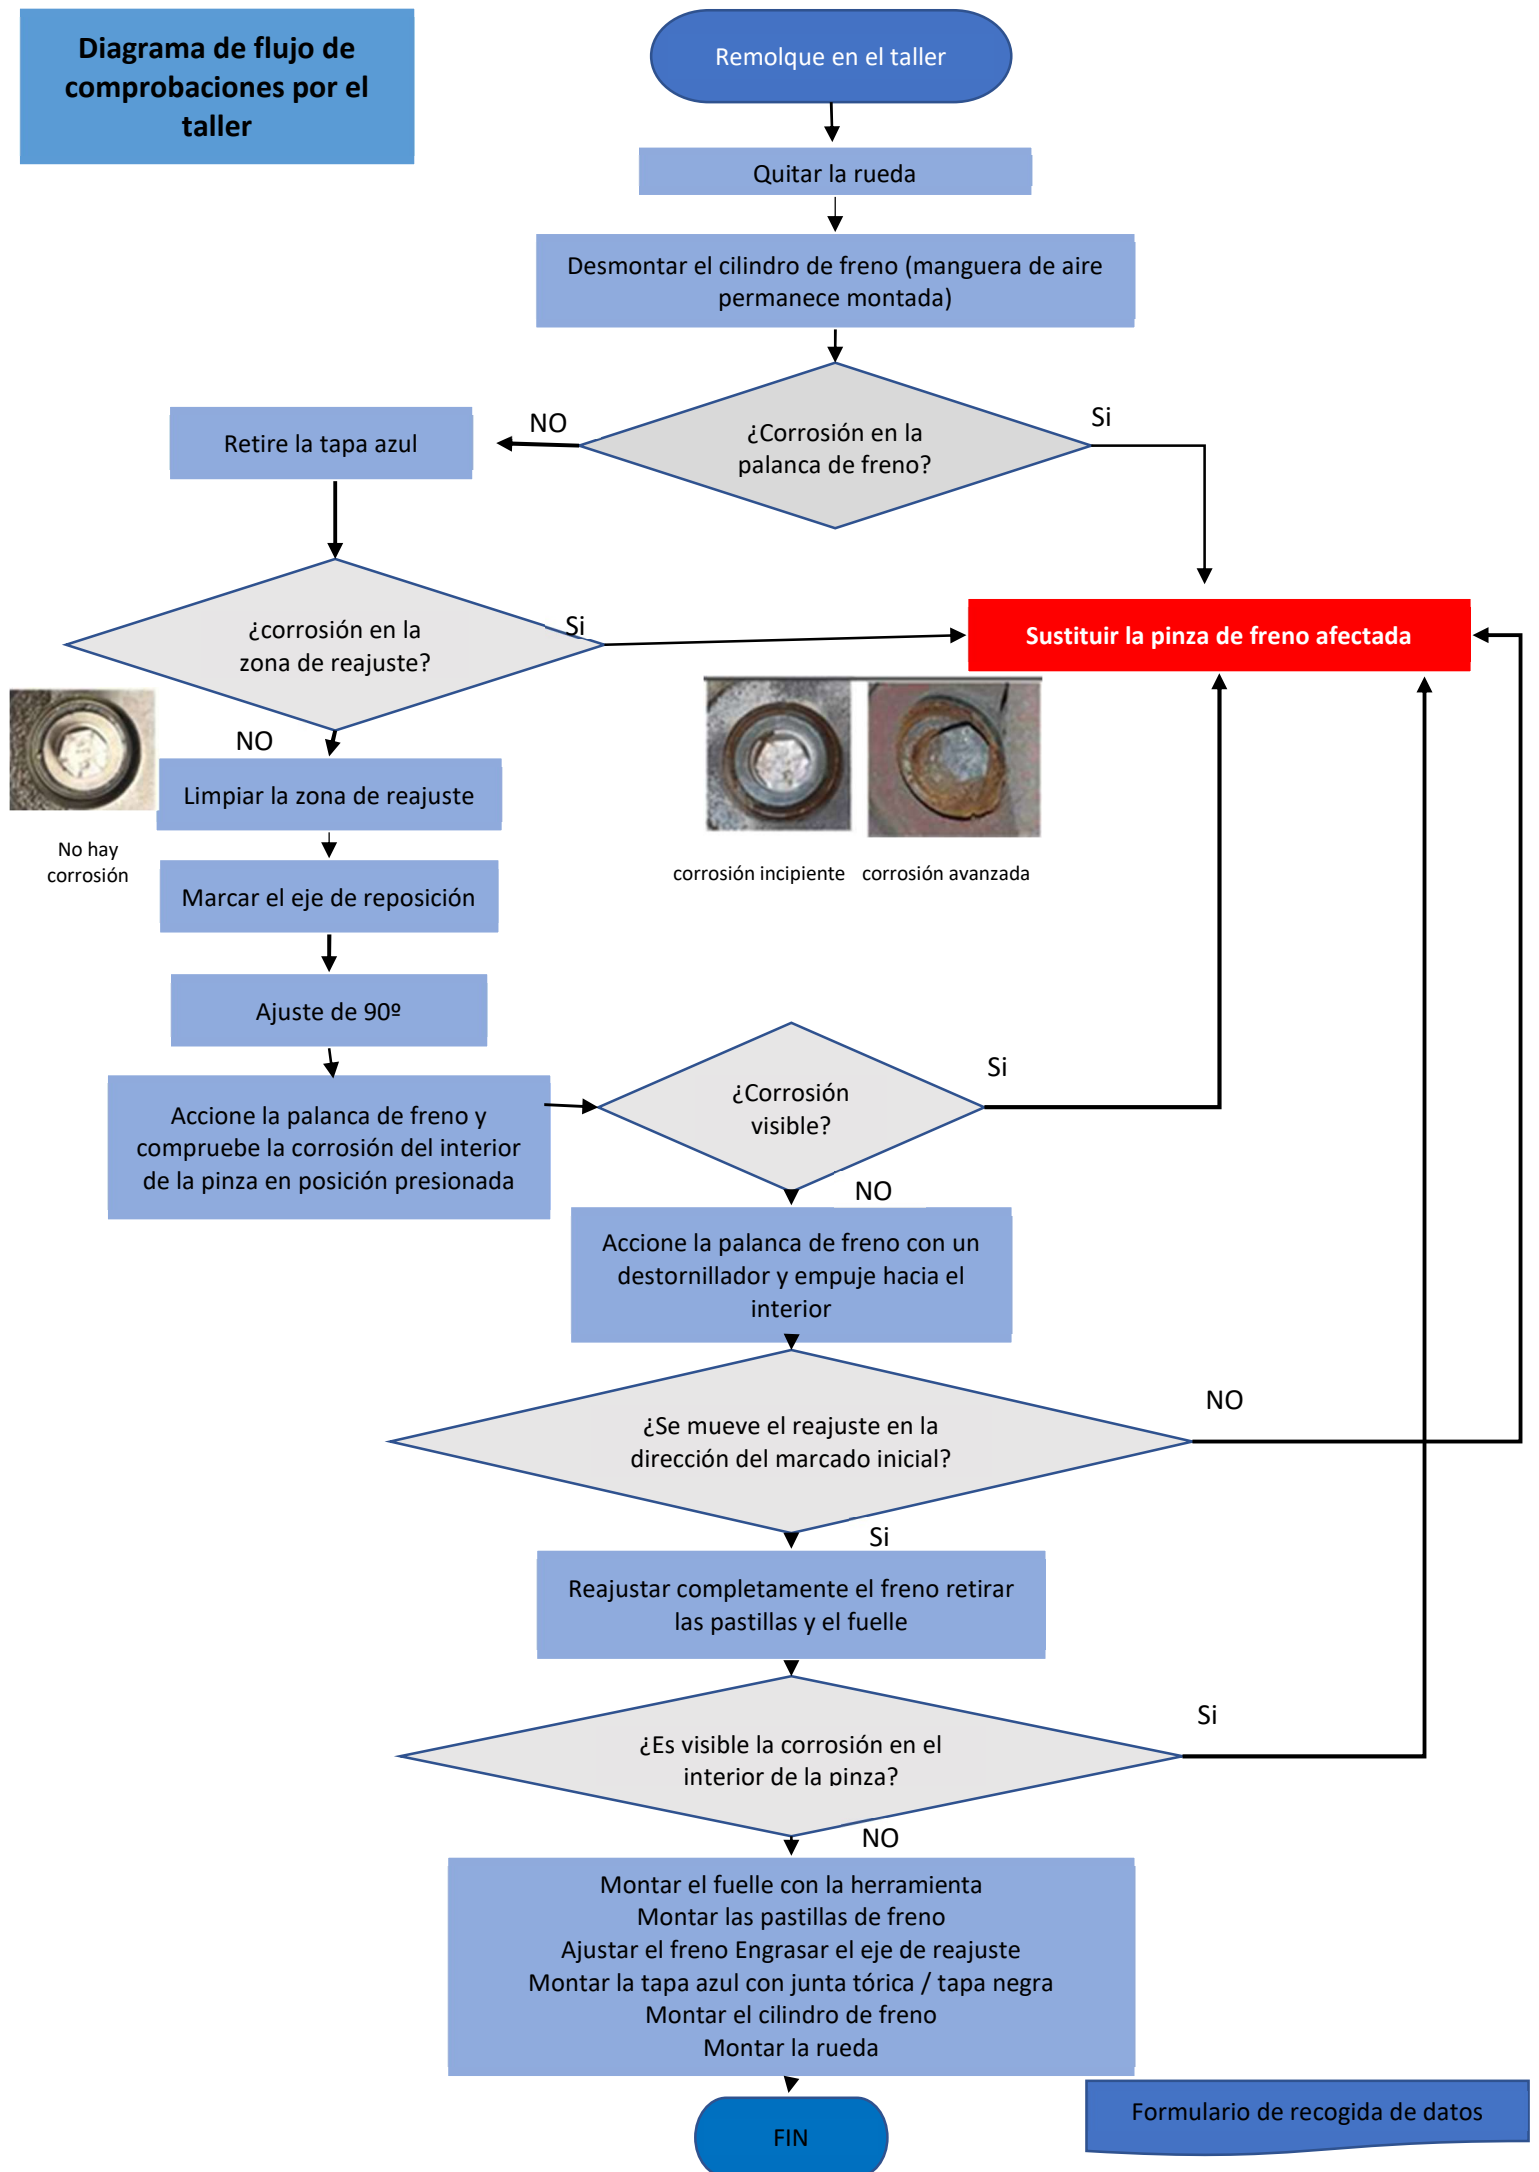 Diagrama de flujo de
comprobaciones por el
taller
Remolque en el taller
Quitar la rueda
Desmontar el cilindro de freno (manguera de aire
permanece montada)
¿Corrosión en la
palanca de freno?
NO
Si
Retire la tapa azul
¿corrosión en la
zona de reajuste?
Si
Sustituir la pinza de freno afectada
NO
No hay
corrosión
corrosión incipiente
corrosión avanzada
Limpiar la zona de reajuste
Marcar el eje de reposición
Ajuste de 90º
Accione la palanca de freno y
compruebe la corrosión del interior
de la pinza en posición presionada
¿Corrosión
visible?
Si
NO
Accione la palanca de freno con un
destornillador y empuje hacia el
interior
¿Se mueve el reajuste en la
dirección del marcado inicial?
NO
Si
Reajustar completamente el freno retirar
las pastillas y el fuelle
¿Es visible la corrosión en el
interior de la pinza?
Si
NO
Montar el fuelle con la herramienta
Montar las pastillas de freno
Ajustar el freno Engrasar el eje de reajuste
Montar la tapa azul con junta tórica / tapa negra
Montar el cilindro de freno
Montar la rueda
FIN
Formulario de recogida de datos